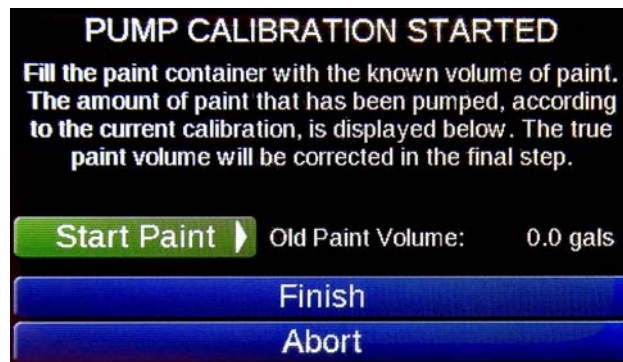 PUMP CALIBRATION STARTED
Fill the paint container with the known volume of paint.
The amount of paint that has been pumped, according
to the current calibration, is displayed below. The true
paint volume will be corrected in the final step.
Start Paint Old Paint Volume: 0.0 gals
Finish
Abort